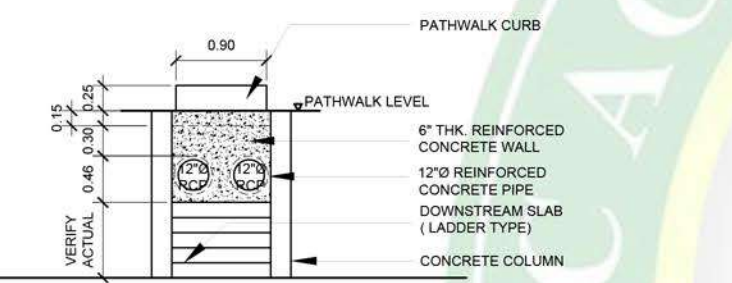 PATHWALK CURB
0.90
0.25
PATHWALK LEVEL
0.15
0.30
6" THK. REINFORCED
CONCRETE WALL
12"Ø
RCP
12"Ø
RCP
0.46
12"Ø REINFORCED
CONCRETE PIPE
DOWNSTREAM SLAB
( LADDER TYPE)
VERIFY
ACTUAL
CONCRETE COLUMN
C AC